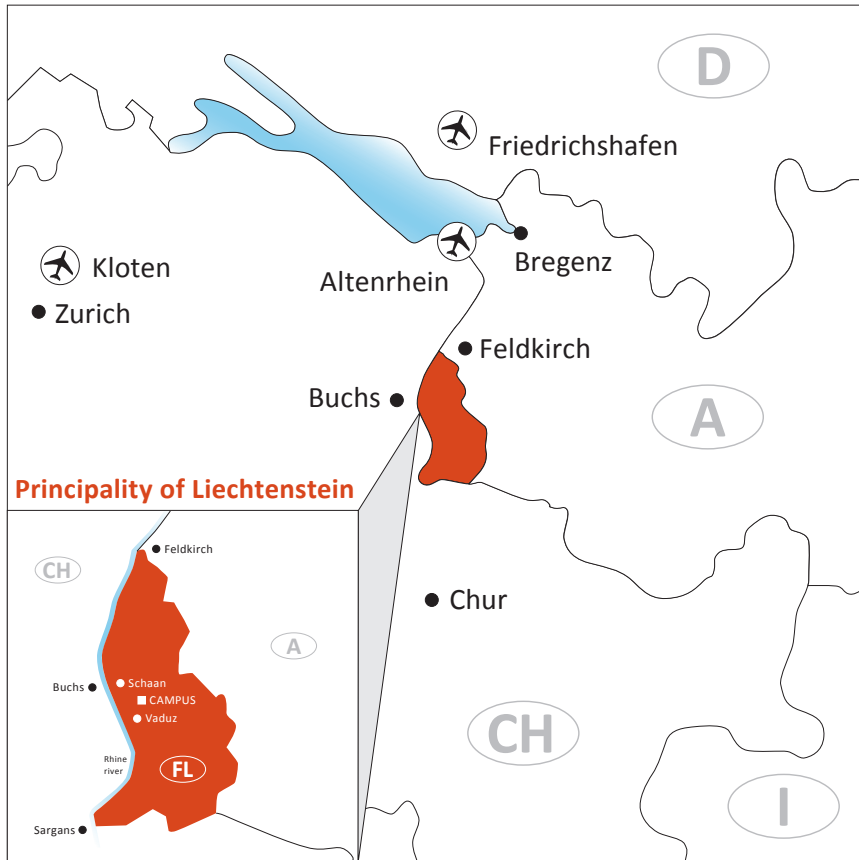 D
Friedrichshafen
Kloten
Altenrhein
Bregenz
Zurich
Feldkirch
Buchs
A
Principality of Liechtenstein
Feldkirch
CH
Chur
A
Schaan
Buchs
CAMPUS
Vaduz
CH
Rhine
river
FL
I
Sargans